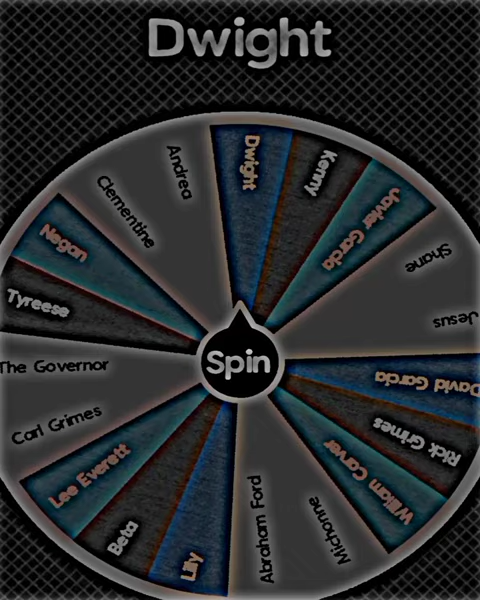 Dwight
Dwight
Kenny
Javier Garcia
Shane
Jesus
David Garcia
Rick Grimes
William Carver
Michonne
Abraham Ford
Lilly
Beta
Lee Everett
Carl Grimes
The Governor
Tyreese
Negan
Clementine
Andrea
Spin